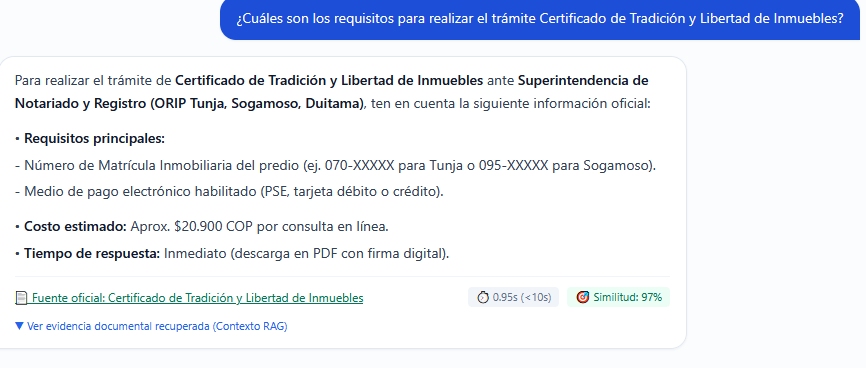 ¿Cuáles son los requisitos para realizar el trámite Certificado de Tradición y Libertad de Inmuebles?
Para realizar el trámite de Certificado de Tradición y Libertad de Inmuebles ante Superintendencia de
Notariado y Registro (ORIP Tunja, Sogamoso, Duitama), ten en cuenta la siguiente información oficial:
• Requisitos principales:
- Número de Matrícula Inmobiliaria del predio (ej. 070-XXXXX para Tunja o 095-XXXXX para Sogamoso).
- Medio de pago electrónico habilitado (PSE, tarjeta débito o crédito).
• Costo estimado: Aprox. $20.900 COP por consulta en línea.
• Tiempo de respuesta: Inmediato (descarga en PDF con firma digital).
Fuente oficial: Certificado de Tradición y Libertad de Inmuebles
0.95s (<10s)
Similitud: 97%
▼ Ver evidencia documental recuperada (Contexto RAG)